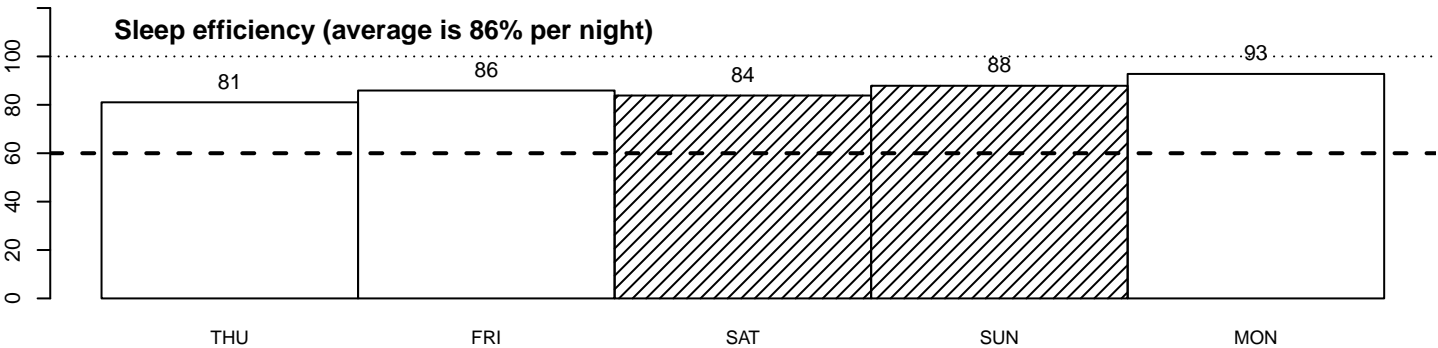 Sleep efficiency (average is 86% per night)
100
80
60
40
20
0
81
86
84
88
93
THU
FRI
SAT
SUN
MON